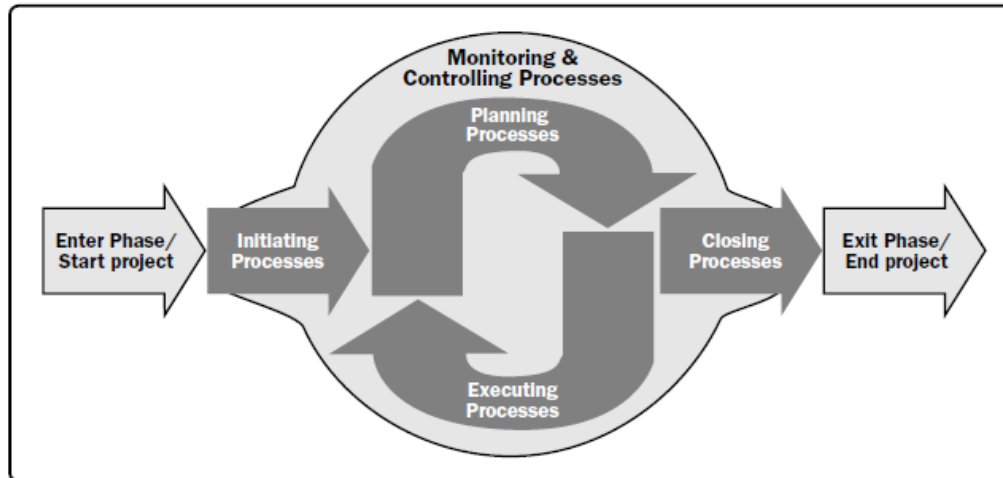 Monitoring &
Controlling Processes
Planning
Processes
Enter Phase/
Start project
Initiating
Processes
Closing
Processes
Exit Phase/
End project
Executing
Processes